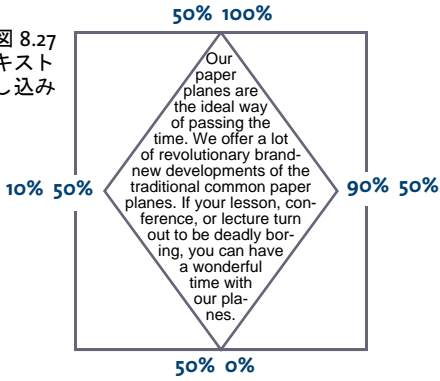 50% 100%
図 8.27
キスト
し込み
Our
paper
planes are
the ideal way
of passing the
time. We offer a lot
of revolutionary brand-
new developments of the
traditional common paper
planes. If your lesson, con-
ference, or lecture turn
out to be deadly bor-
ing, you can have
a wonderful
time with
our pla-
nes.
10% 50%
90% 50%
50% 0%